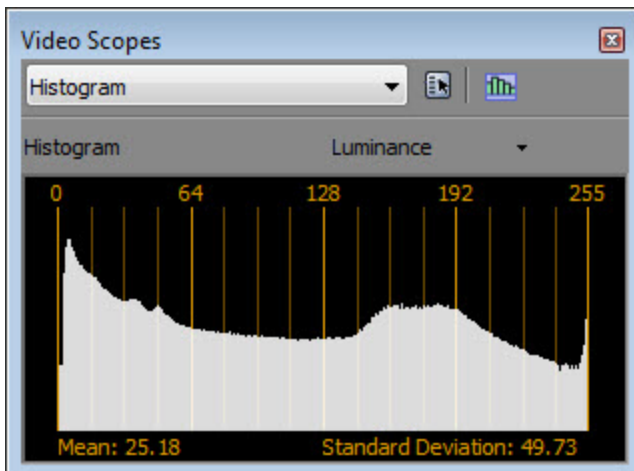 Video Scopes
Histogram
Histogram Luminance
0 64 128 192 255
Mean: 25.18 Standard Deviation: 49.73